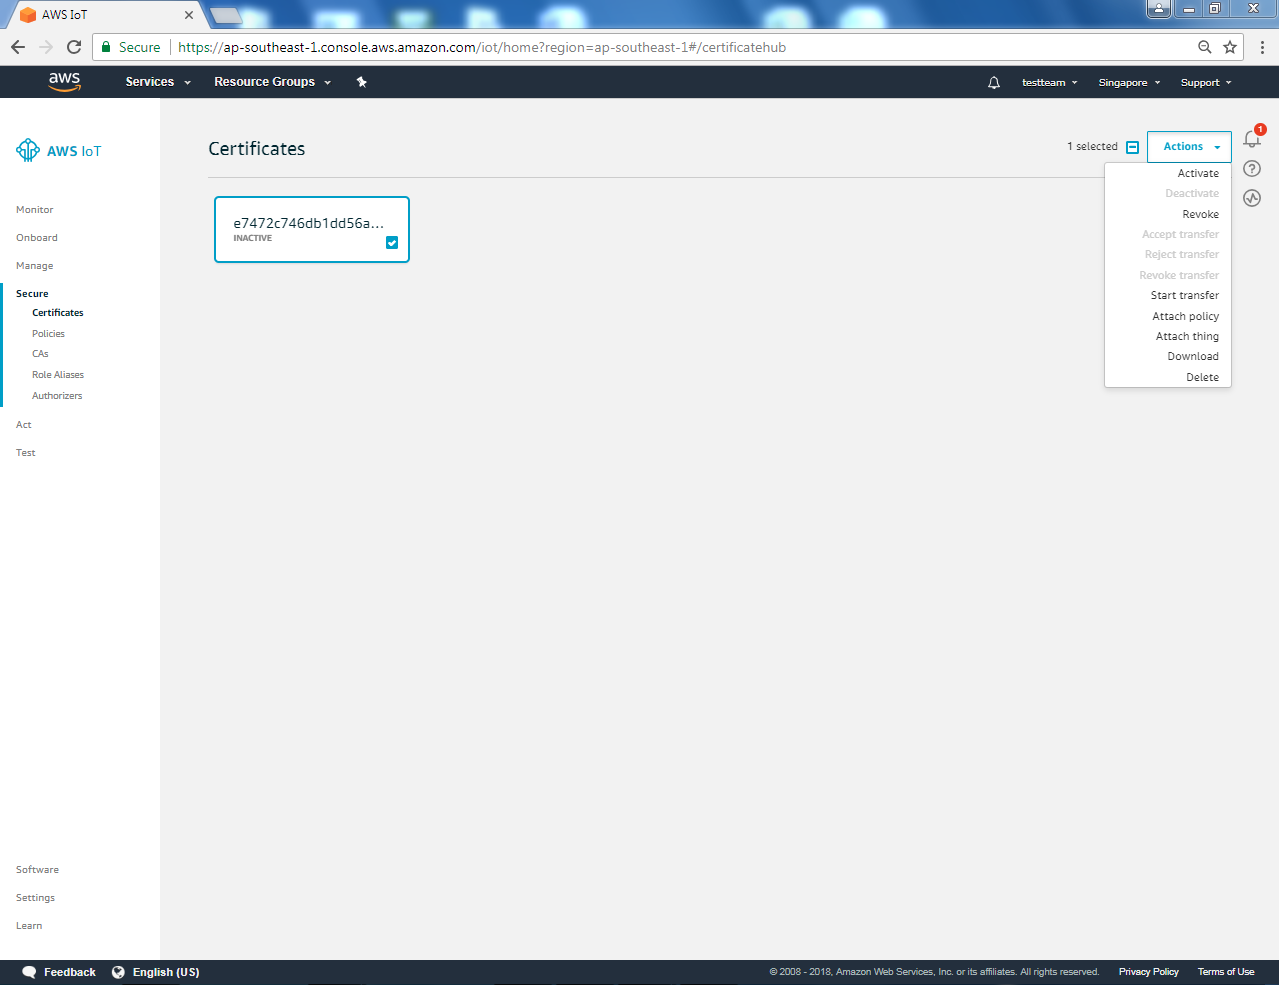 AWS IoT
Secure https://ap-southeast-1.console.aws.amazon.com/iot/home?region=ap-southeast-1#/certificatehub
aws Services Resource Groups testteam Singapore Support
AWS IoT
Certificates
1 selected
Actions
1
Activate
Deactivate
Revoke
Accept transfer
Reject transfer
Revoke transfer
Start transfer
Attach policy
Attach thing
Download
Delete
e7472c746db1dd56a...
INACTIVE
Monitor
Onboard
Manage
Secure
Certificates
Policies
CAs
Role Aliases
Authorizers
Act
Test
Software
Settings
Learn
Feedback English (US) © 2008 - 2018, Amazon Web Services, Inc. or its affiliates. All rights reserved. Privacy Policy Terms of Use